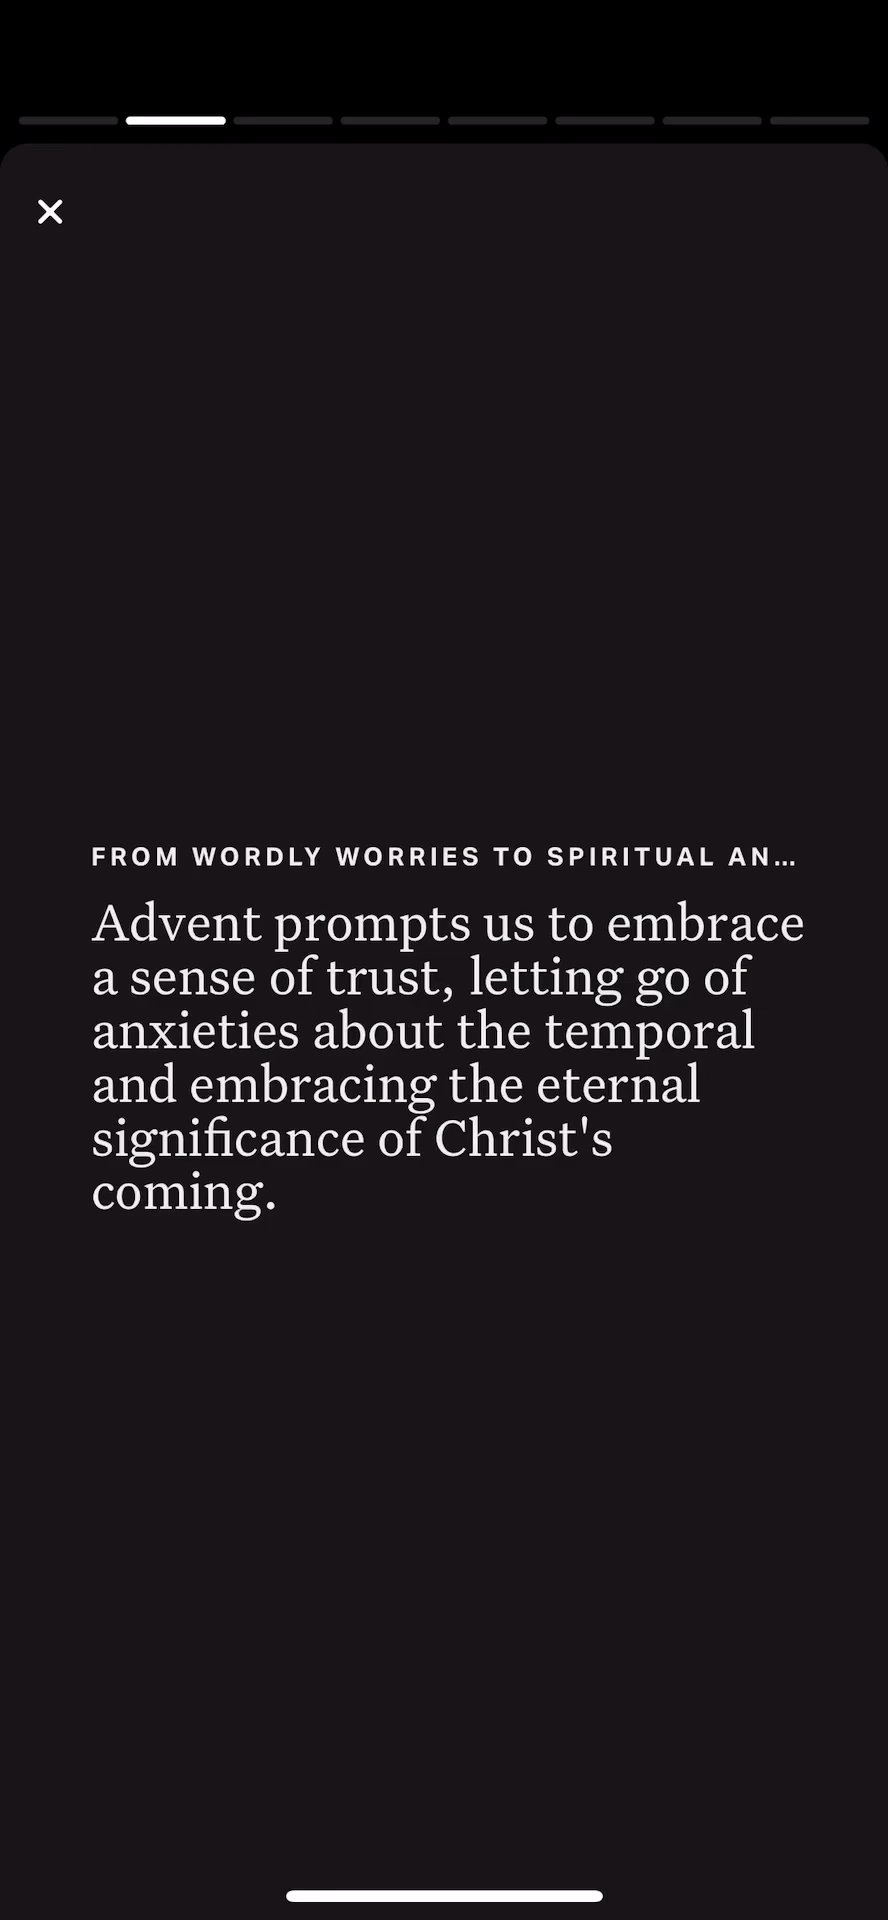 FROM WORDLY WORRIES TO SPIRITUAL AN...
Advent prompts us to embrace
a sense of trust, letting go of
anxieties about the temporal
and embracing the eternal
significance of Christ's
coming.